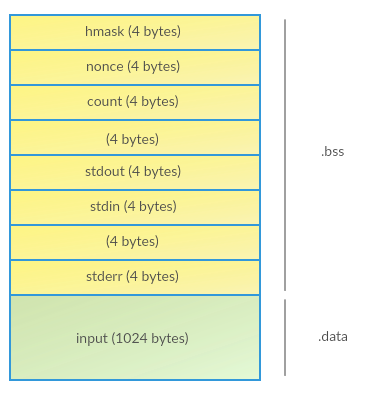 hmask (4 bytes)
nonce (4 bytes)
count (4 bytes)
(4 bytes)
.bss
stdout (4 bytes)
stdin (4 bytes)
(4 bytes)
stderr (4 bytes)
input (1024 bytes)
.data